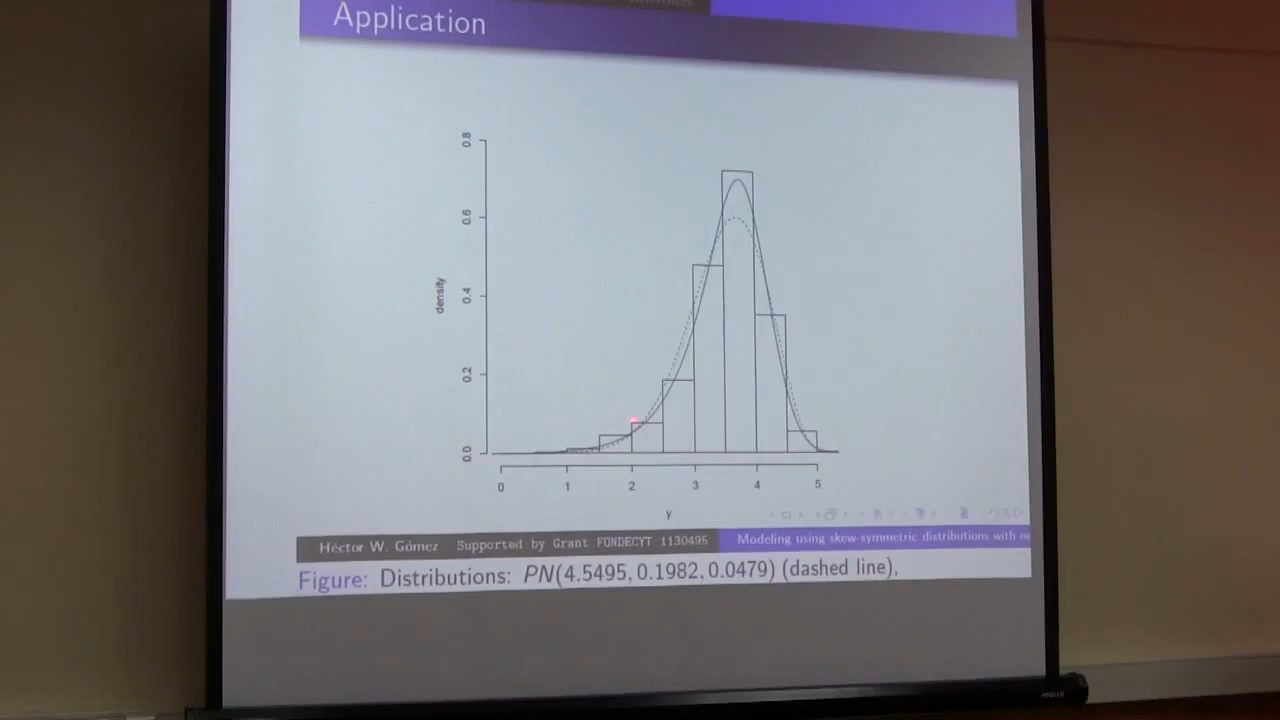 Application
0.8
0.6
0.4
0.2
0.0
density
0 1 2 3 4 5
y
Héctor W. Gómez Supported by Grant FONDECYT 1130495
Modeling using skew-symmetric distributions with
Figure: Distributions: PN(4.5495, 0.1982, 0.0479) (dashed line),
APOLLO